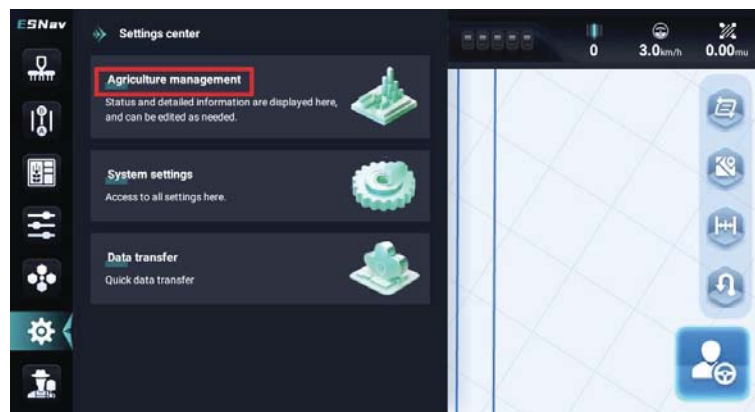 ESNav
Settings center
Agriculture management
Status and detailed information are displayed here,
and can be edited as needed.
System settings
Access to all settings here.
Data transfer
Quick data transfer
0
3.0km/h
0.00mu